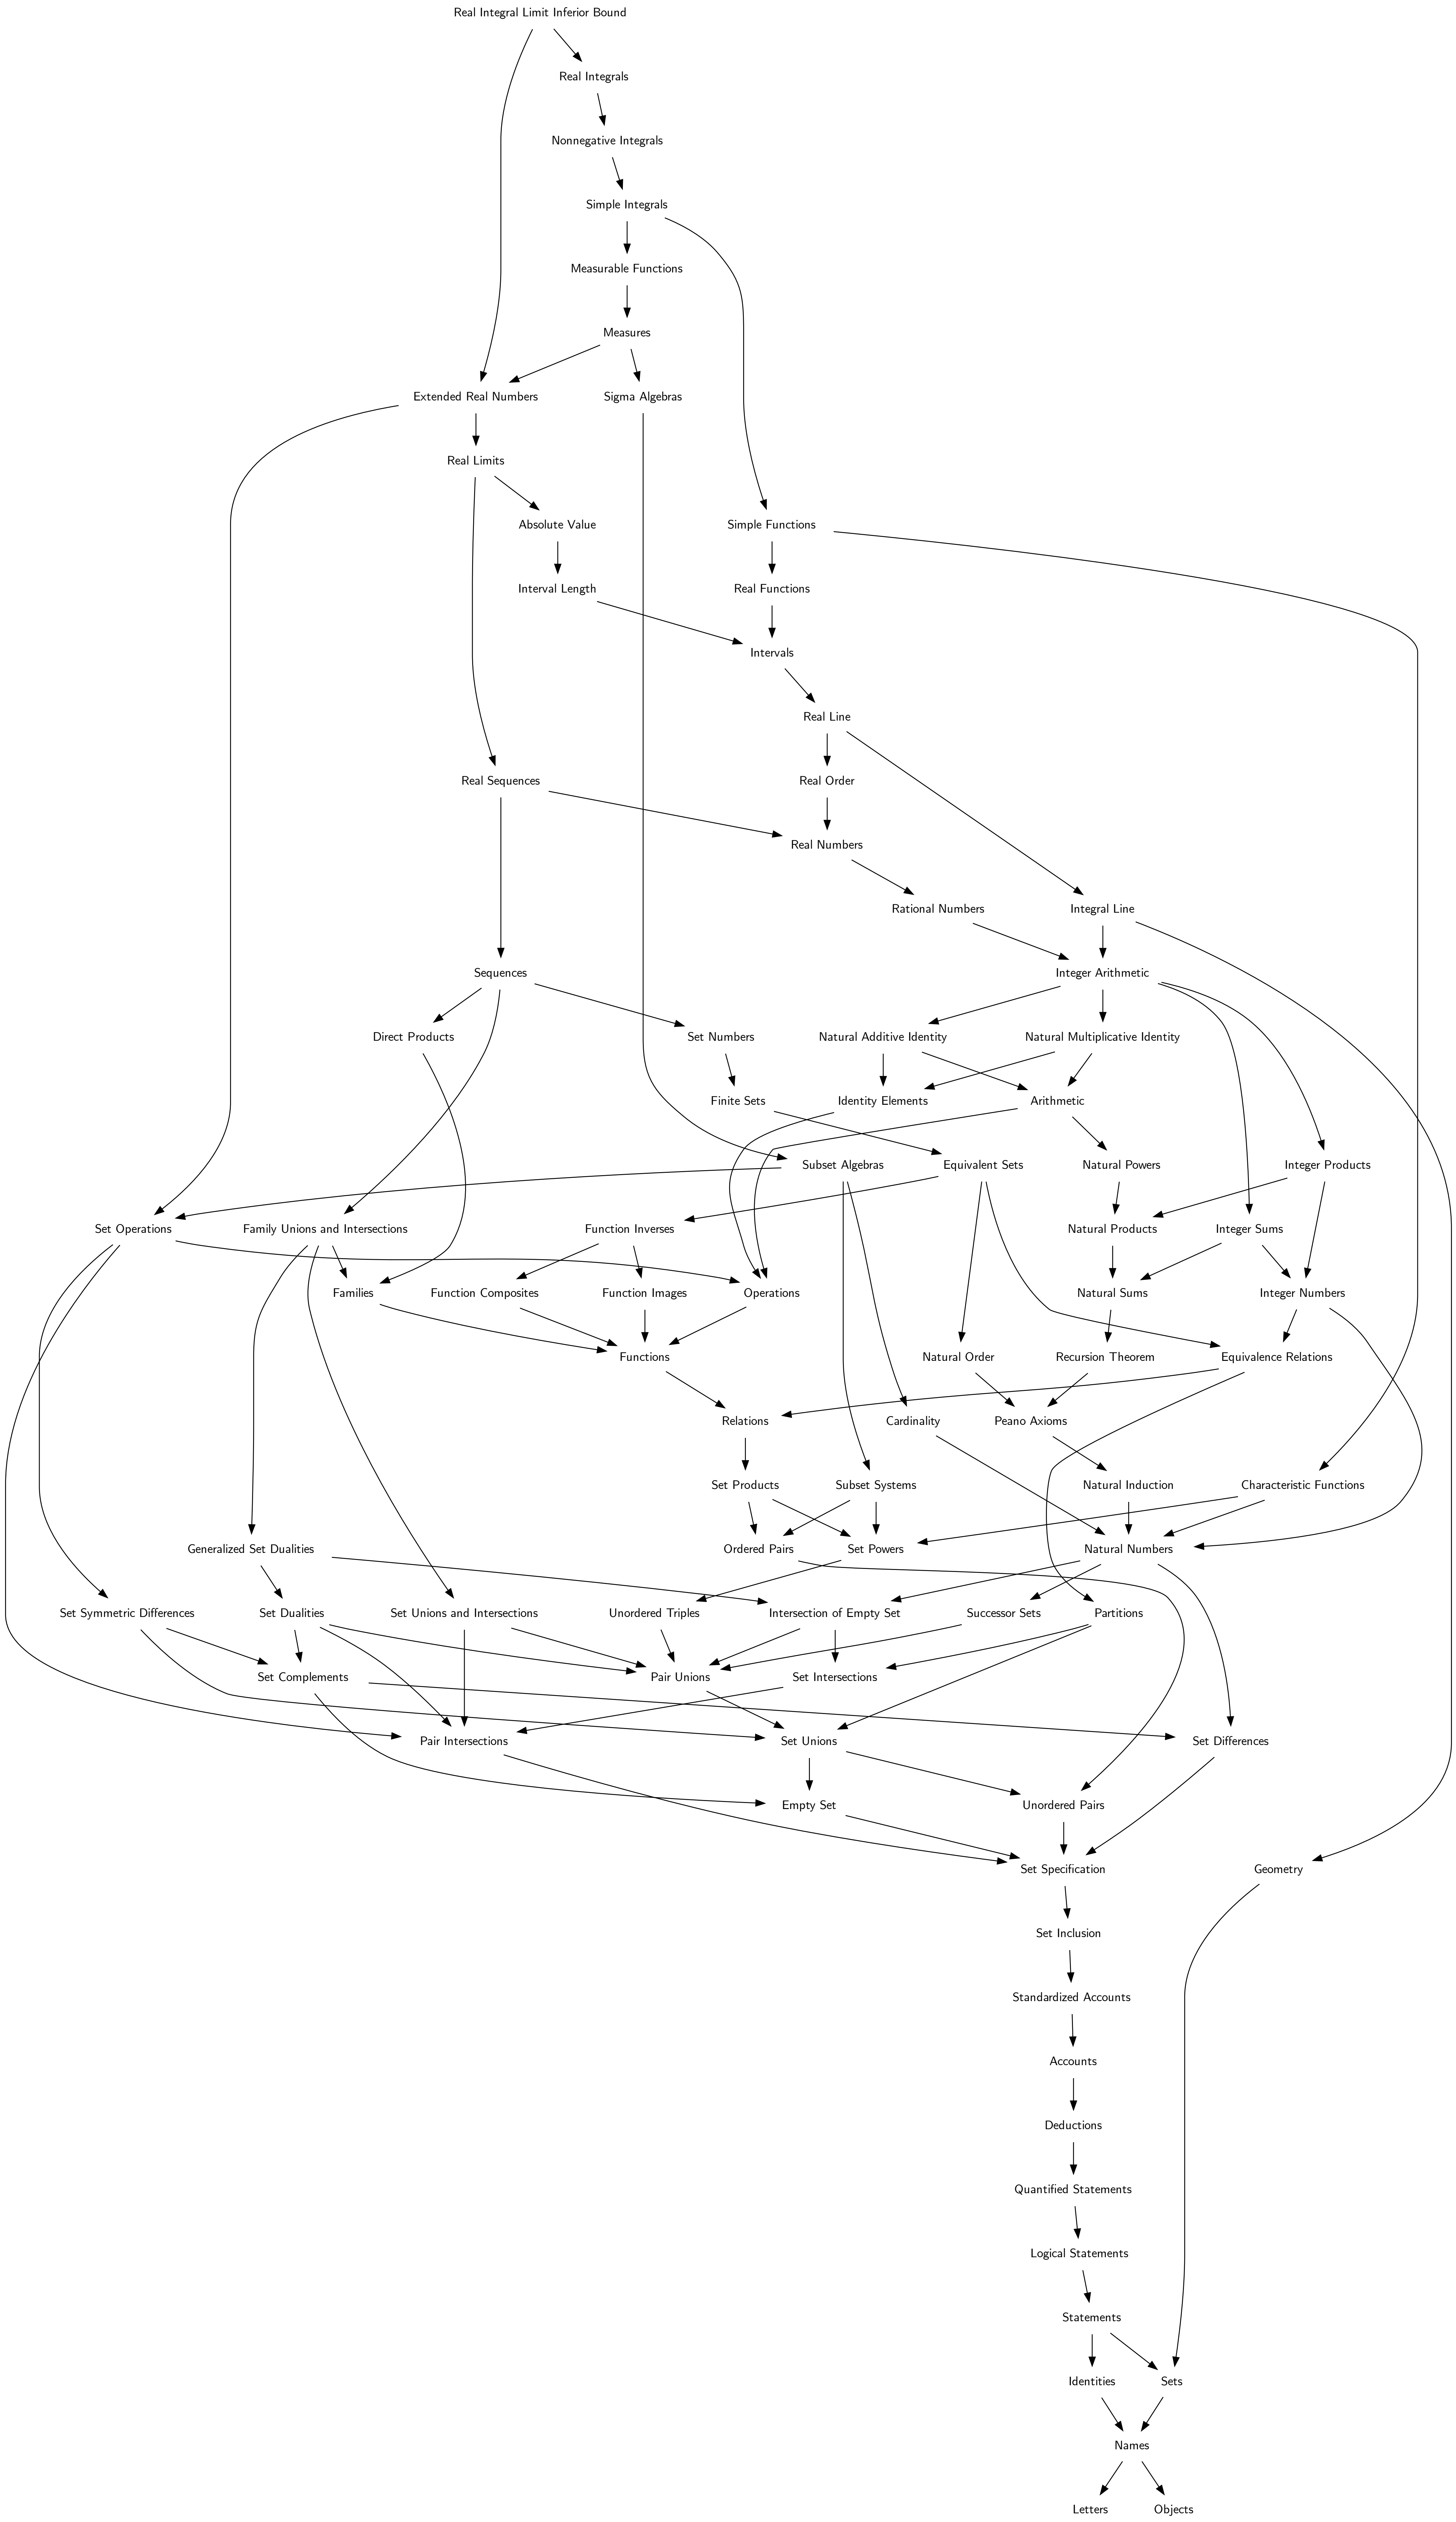 Real Integral Limit Inferior Bound
Real Integrals
Nonnegative Integrals
Simple Integrals
Measurable Functions
Measures
Extended Real Numbers
Sigma Algebras
Real Limits
Absolute Value
Simple Functions
Interval Length
Real Functions
Intervals
Real Line
Real Sequences
Real Order
Real Numbers
Rational Numbers
Integral Line
Sequences
Integer Arithmetic
Direct Products
Set Numbers
Natural Additive Identity
Natural Multiplicative Identity
Finite Sets
Identity Elements
Arithmetic
Subset Algebras
Equivalent Sets
Natural Powers
Integer Products
Set Operations
Family Unions and Intersections
Function Inverses
Natural Products
Integer Sums
Families
Function Composites
Function Images
Operations
Natural Sums
Integer Numbers
Functions
Natural Order
Recursion Theorem
Equivalence Relations
Relations
Cardinality
Peano Axioms
Set Products
Subset Systems
Natural Induction
Characteristic Functions
Generalized Set Dualities
Ordered Pairs
Set Powers
Natural Numbers
Set Symmetric Differences
Set Dualities
Set Unions and Intersections
Unordered Triples
Intersection of Empty Set
Successor Sets
Partitions
Set Complements
Pair Unions
Set Intersections
Pair Intersections
Set Unions
Set Differences
Empty Set
Unordered Pairs
Set Specification
Geometry
Set Inclusion
Standardized Accounts
Accounts
Deductions
Quantified Statements
Logical Statements
Statements
Identities
Sets
Names
Letters
Objects